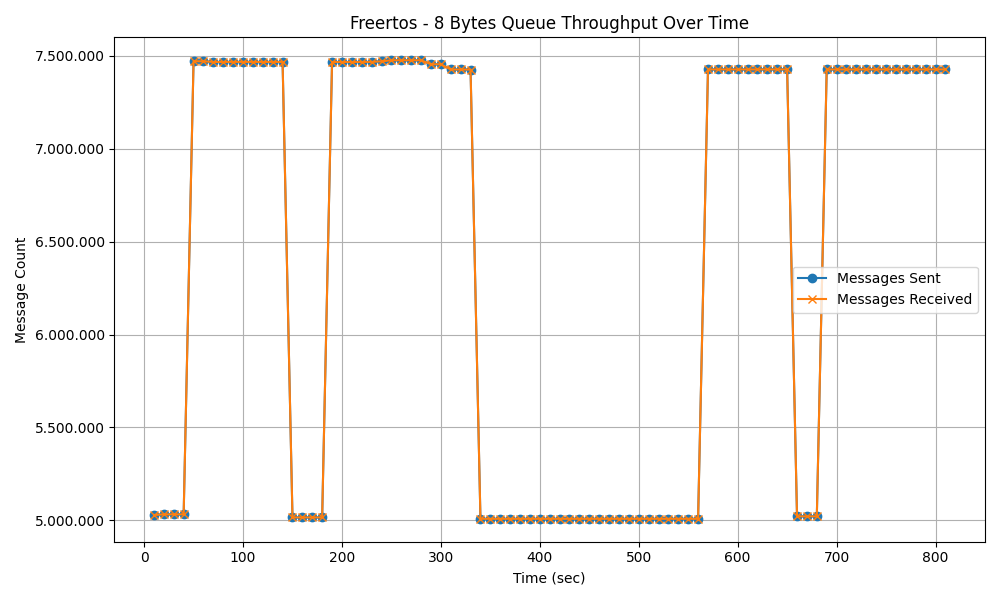 Freertos - 8 Bytes Queue Throughput Over Time
Message Count
7.500.000
7.000.000
6.500.000
6.000.000
5.500.000
5.000.000
Messages Sent
Messages Received
0 100 200 300 400 500 600 700 800
Time (sec)